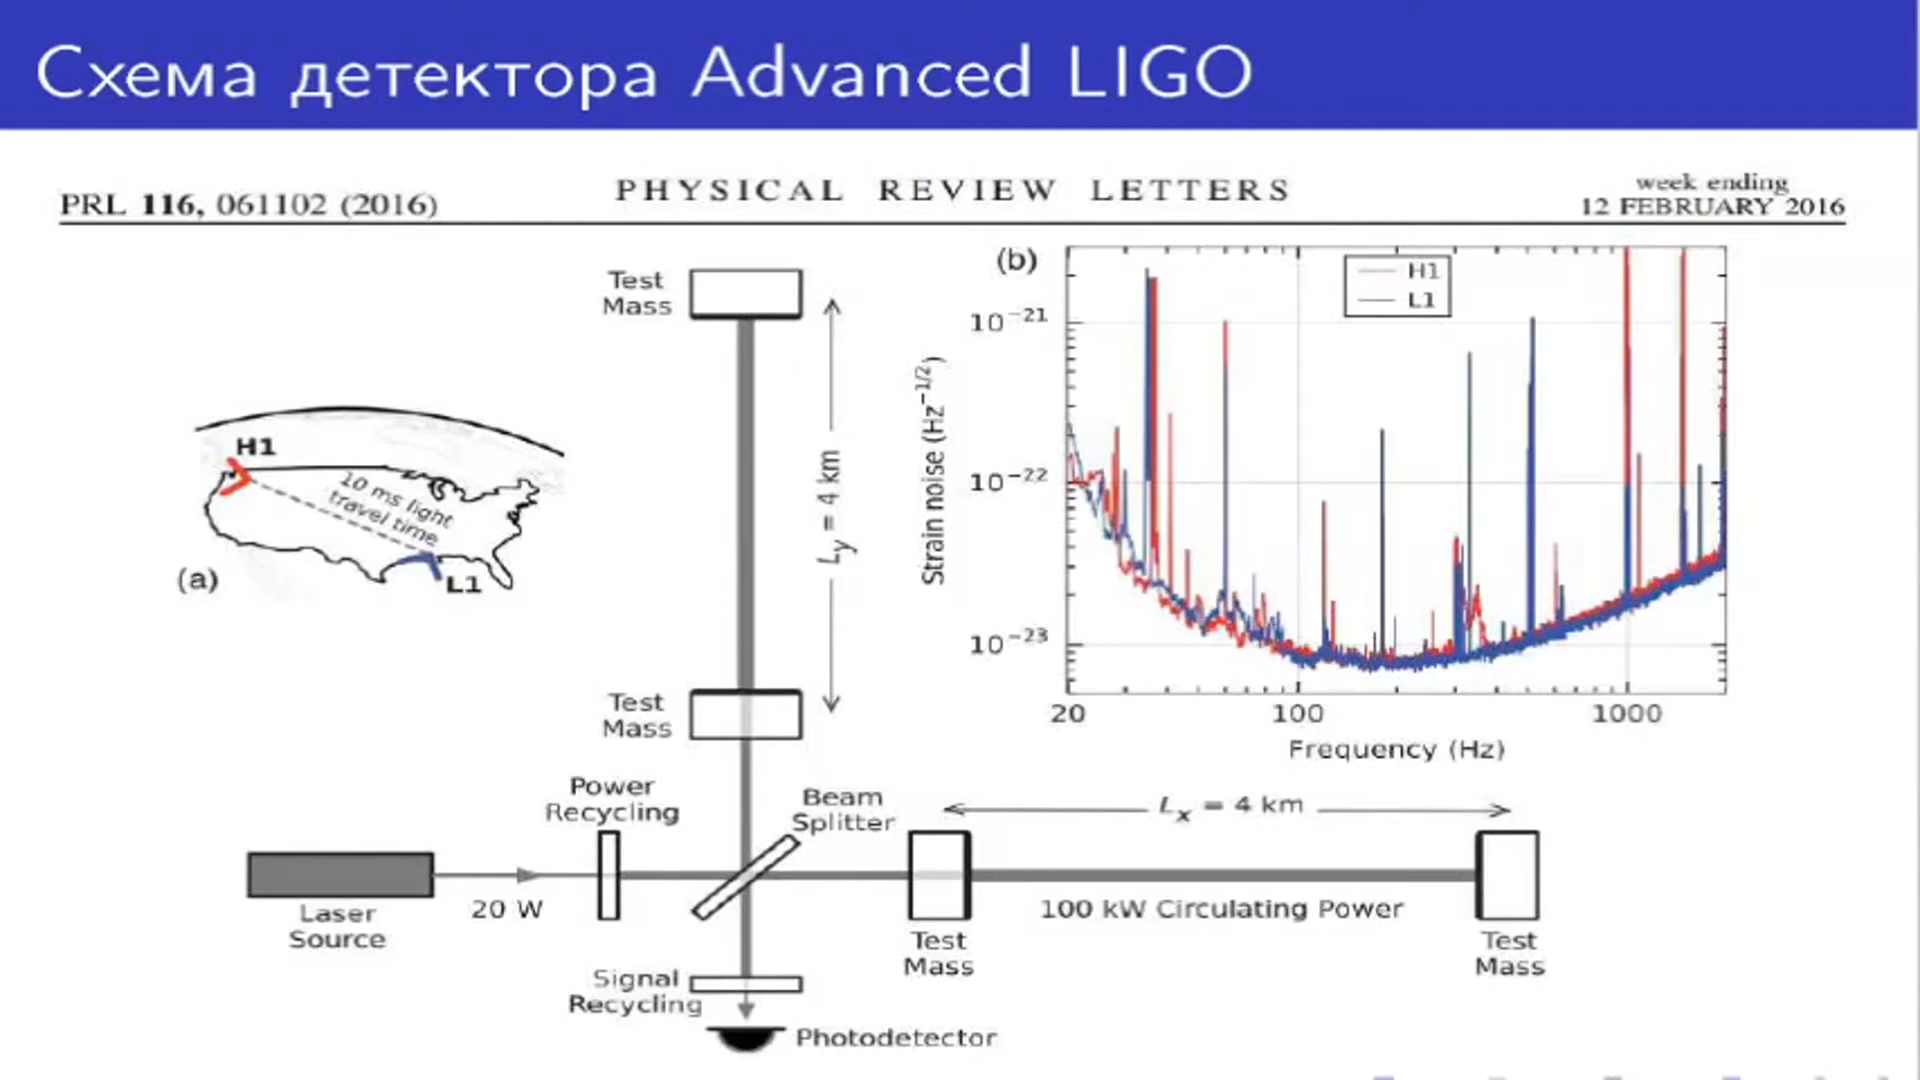 Схема детектора Advanced LIGO
PRL 116, 061102 (2016)
PHYSICAL REVIEW LETTERS
week ending
12 FEBRUARY 2016
(a)
H1
10 ms light
travel time
L1
Test
Mass
Ly = 4 km
Test
Mass
(b)
H1
L1
Strain noise (Hz−1/2)
10−21
10−22
10−23
20 100 1000
Frequency (Hz)
Power
Recycling
Beam
Splitter
Lx = 4 km
Laser
Source
20 W
100 kW Circulating Power
Test
Mass
Test
Mass
Signal
Recycling
Photodetector